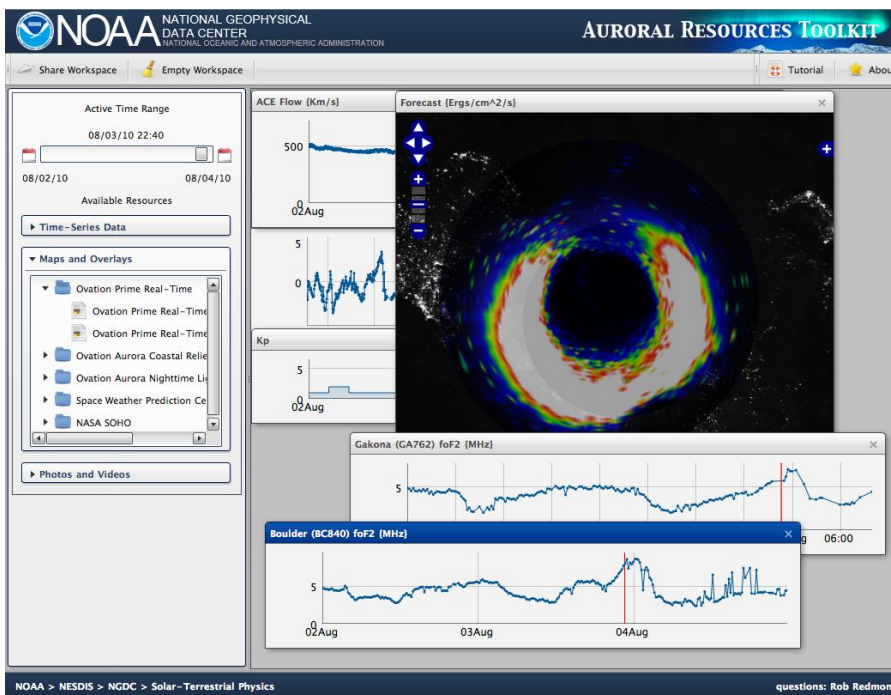 NOAA
NATIONAL GEOPHYSICAL
DATA CENTER
NATIONAL OCEANIC AND ATMOSPHERIC ADMINISTRATION
AURORAL RESOURCES TOOLKIT
Share Workspace
Empty Workspace
Tutorial
Abou
Active Time Range
08/03/10 22:40
08/02/10
08/04/10
Available Resources
Time-Series Data
Maps and Overlays
Ovation Prime Real-Time
Ovation Prime Real-Time
Ovation Prime Real-Time
Ovation Aurora Coastal Relie
Ovation Aurora Nighttime Li
Space Weather Prediction Ce
NASA SOHO
Photos and Videos
ACE Flow {Km/s}
500
0
02Aug
5
0
Kp
5
0
02Aug
Forecast {Ergs/cm^2/s}
Gakona (GA762) foF2 {MHz}
5
g
06:00
Boulder (BC840) foF2 {MHz}
5
0
02Aug
03Aug
04Aug
NOAA > NESDIS > NGDC > Solar-Terrestrial Physics
questions: Rob Redmon